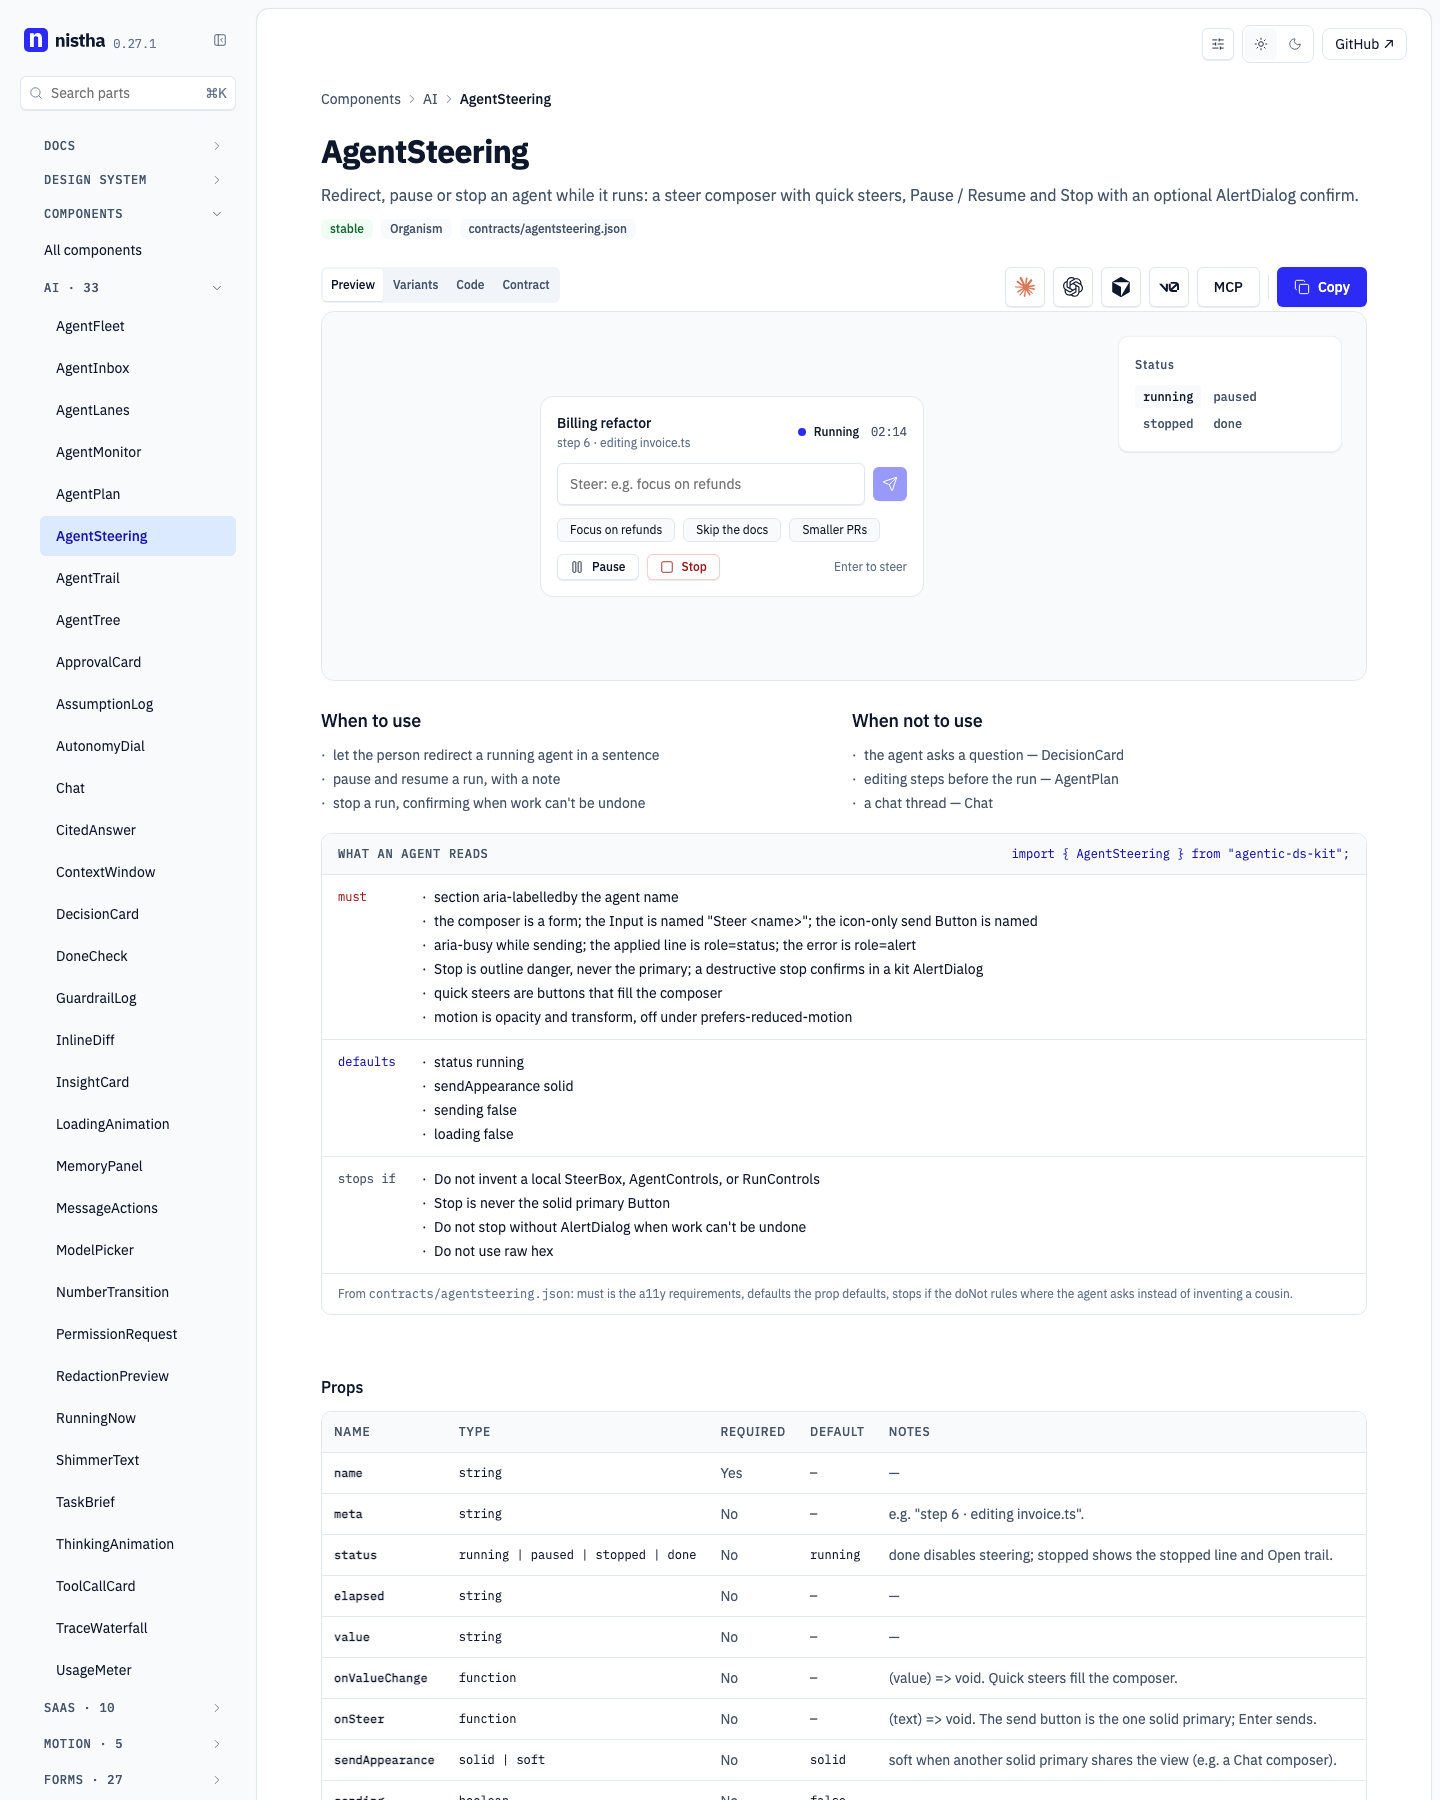 nistha 0.27.1
Search parts ⌘K
DOCS
DESIGN SYSTEM
COMPONENTS
All components
AI · 33
AgentFleet
AgentInbox
AgentLanes
AgentMonitor
AgentPlan
AgentSteering
AgentTrail
AgentTree
ApprovalCard
AssumptionLog
AutonomyDial
Chat
CitedAnswer
ContextWindow
DecisionCard
DoneCheck
GuardrailLog
InlineDiff
InsightCard
LoadingAnimation
MemoryPanel
MessageActions
ModelPicker
NumberTransition
PermissionRequest
RedactionPreview
RunningNow
ShimmerText
TaskBrief
ThinkingAnimation
ToolCallCard
TraceWaterfall
UsageMeter
SAAS · 10
MOTION · 5
FORMS · 27
GitHub ↗
Components > AI > AgentSteering
AgentSteering
Redirect, pause or stop an agent while it runs: a steer composer with quick steers, Pause / Resume and Stop with an optional AlertDialog confirm.
stable Organism contracts/agentsteering.json
Preview Variants Code Contract
v0 MCP Copy
Billing refactor
step 6 · editing invoice.ts
Running 02:14
Steer: e.g. focus on refunds
Focus on refunds Skip the docs Smaller PRs
Pause Stop Enter to steer
Status
running paused
stopped done
When to use
· let the person redirect a running agent in a sentence
· pause and resume a run, with a note
· stop a run, confirming when work can't be undone
When not to use
· the agent asks a question — DecisionCard
· editing steps before the run — AgentPlan
· a chat thread — Chat
WHAT AN AGENT READS import { AgentSteering } from "agentic-ds-kit";
must
· section aria-labelledby the agent name
· the composer is a form; the Input is named "Steer <name>"; the icon-only send Button is named
· aria-busy while sending; the applied line is role=status; the error is role=alert
· Stop is outline danger, never the primary; a destructive stop confirms in a kit AlertDialog
· quick steers are buttons that fill the composer
· motion is opacity and transform, off under prefers-reduced-motion
defaults
· status running
· sendAppearance solid
· sending false
· loading false
stops if
· Do not invent a local SteerBox, AgentControls, or RunControls
· Stop is never the solid primary Button
· Do not stop without AlertDialog when work can't be undone
· Do not use raw hex
From contracts/agentsteering.json: must is the a11y requirements, defaults the prop defaults, stops if the doNot rules where the agent asks instead of inventing a cousin.
Props
NAME TYPE REQUIRED DEFAULT NOTES
name string Yes — —
meta string No — e.g. "step 6 · editing invoice.ts".
status running | paused | stopped | done No running done disables steering; stopped shows the stopped line and Open trail.
elapsed string No — —
value string No — —
onValueChange function No — (value) => void. Quick steers fill the composer.
onSteer function No — (text) => void. The send button is the one solid primary; Enter sends.
sendAppearance solid | soft No solid soft when another solid primary shares the view (e.g. a Chat composer).
sending boolean No false